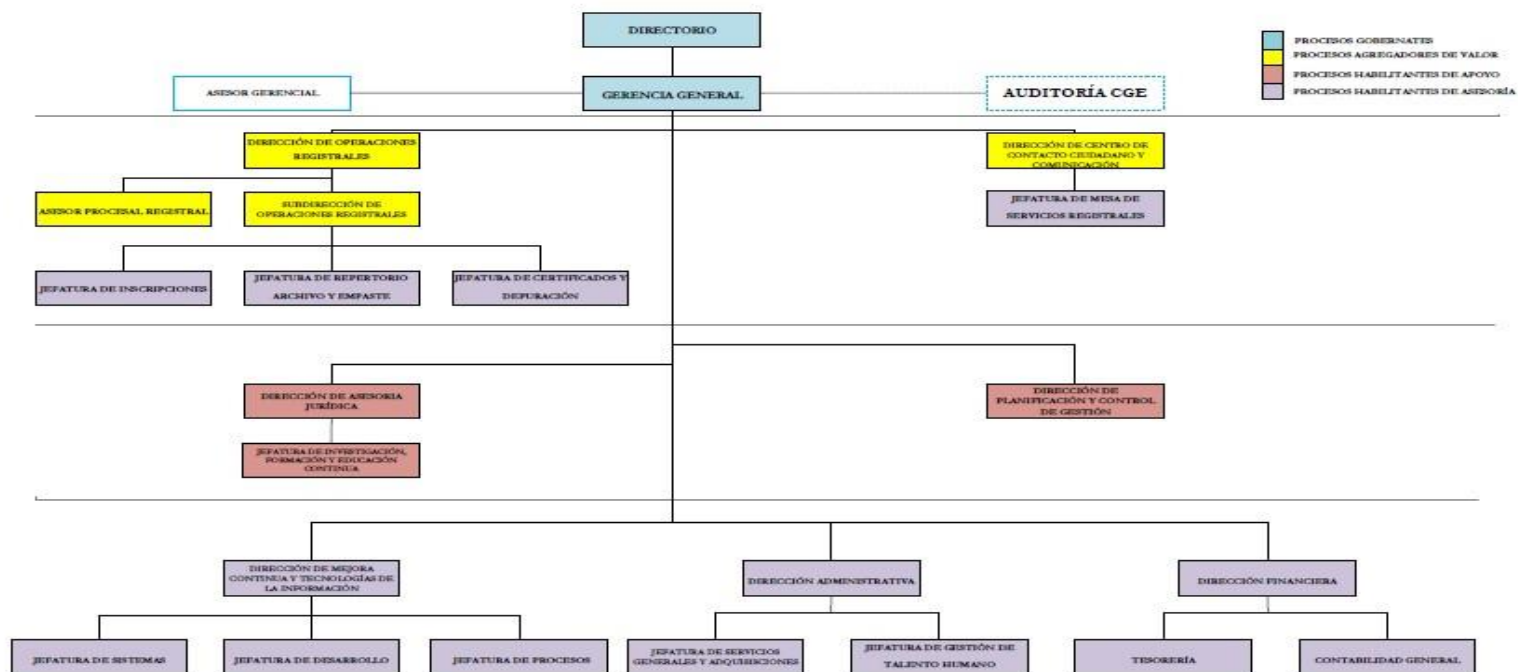 DIRECTORIO
PROCESOS GOBERNATES
PROCESOS AGREGADORES DE VALOR
PROCESOS HABILITANTES DE APOYO
PROCESOS HABILITANTES DE ASESORÍA
ASESOR GERENCIAL
GERENCIA GENERAL
AUDITORÍA CGE
DIRECCIÓN DE OPERACIONES
REGISTRALES
DIRECCIÓN DE CENTRO DE
CONTACTO CIUDADANO Y
COMUNICACIÓN
ASESOR PROCESAL REGISTRAL
SUBDIRECCIÓN DE
OPERACIONES REGISTRALES
JEFATURA DE MESA DE
SERVICIOS REGISTRALES
JEFATURA DE INSCRIPCIONES
JEFATURA DE REPERTORIO
ARCHIVO Y EMPASTE
JEFATURA DE CERTIFICADOS Y
DEPURACIÓN
DIRECCIÓN DE ASESORIA
JURÍDICA
DIRECCIÓN DE
PLANIFICACIÓN Y CONTROL
DE GESTIÓN
JEFATURA DE INVESTIGACIÓN,
FORMACIÓN Y EDUCACIÓN
CONTINUA
DIRECCIÓN DE MEJORA
CONTINUA Y TECNOLOGÍAS DE
LA INFORMACIÓN
DIRECCIÓN ADMINISTRATIVA
DIRECCIÓN FINANCIERA
JEFATURA DE SISTEMAS
JEFATURA DE DESARROLLO
JEFATURA DE PROCESOS
JEFATURA DE SERVICIOS
GENERALES Y ADQUISICIONES
JEFATURA DE GESTIÓN DE
TALENTO HUMANO
TESORERÍA
CONTABILIDAD GENERAL